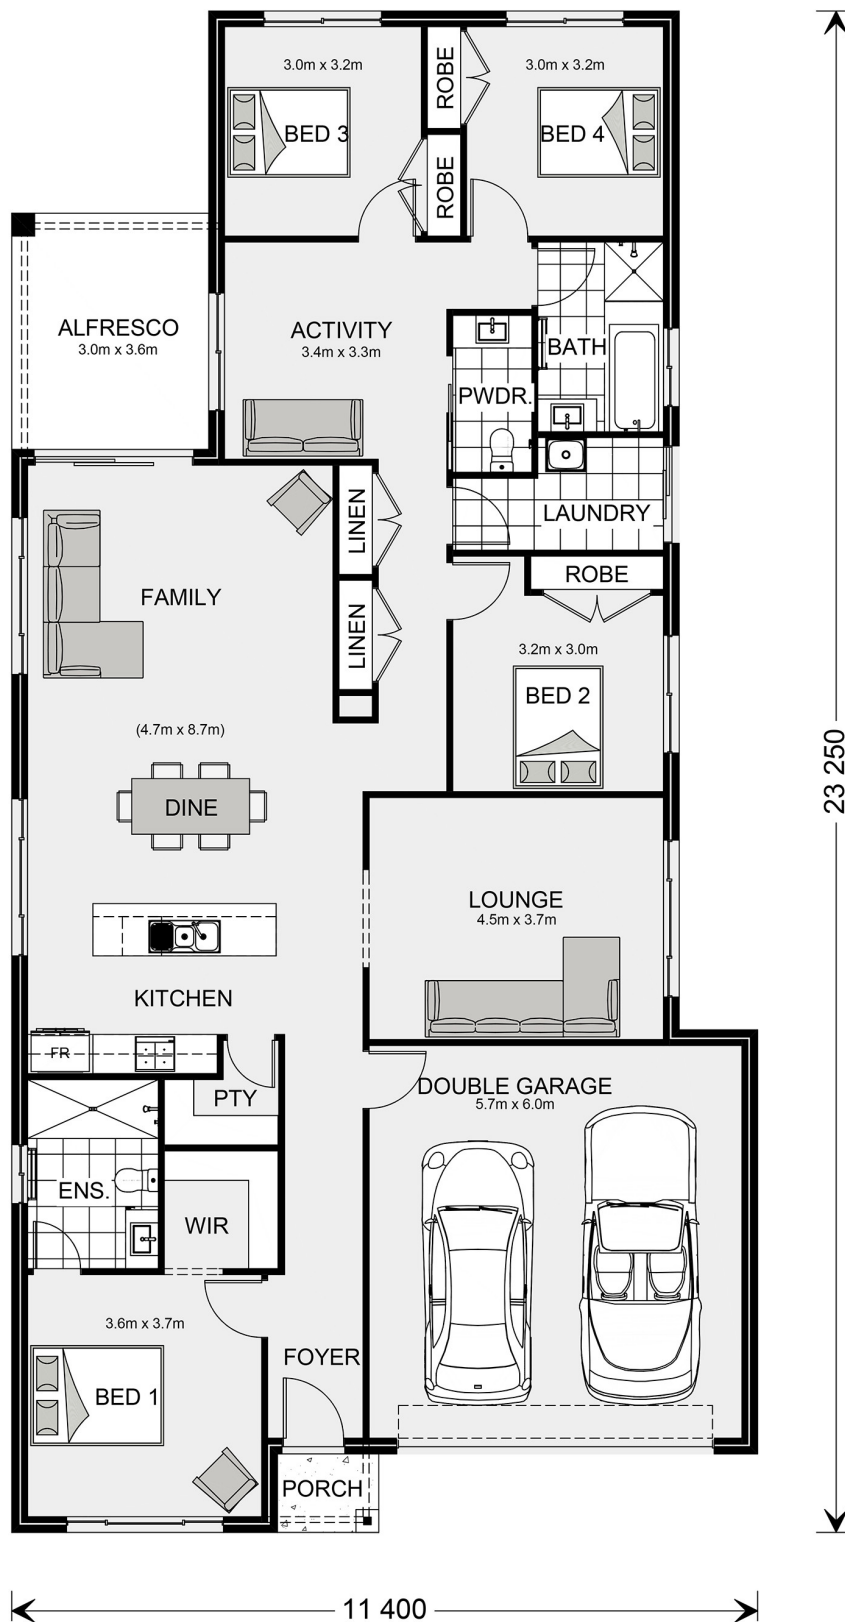 3.0m x 3.2m
ROBE
3.0m x 3.2m
BED 3
BED 4
ROBE
ALFRESCO
3.0m x 3.6m
ACTIVITY
3.4m x 3.3m
BATH
PWDR.
LINEN
LAUNDRY
ROBE
FAMILY
LINEN
3.2m x 3.0m
BED 2
(4.7m x 8.7m)
DINE
23 250
LOUNGE
4.5m x 3.7m
KITCHEN
FR
PTY
DOUBLE GARAGE
5.7m x 6.0m
ENS.
WIR
3.6m x 3.7m
FOYER
BED 1
PORCH
11 400